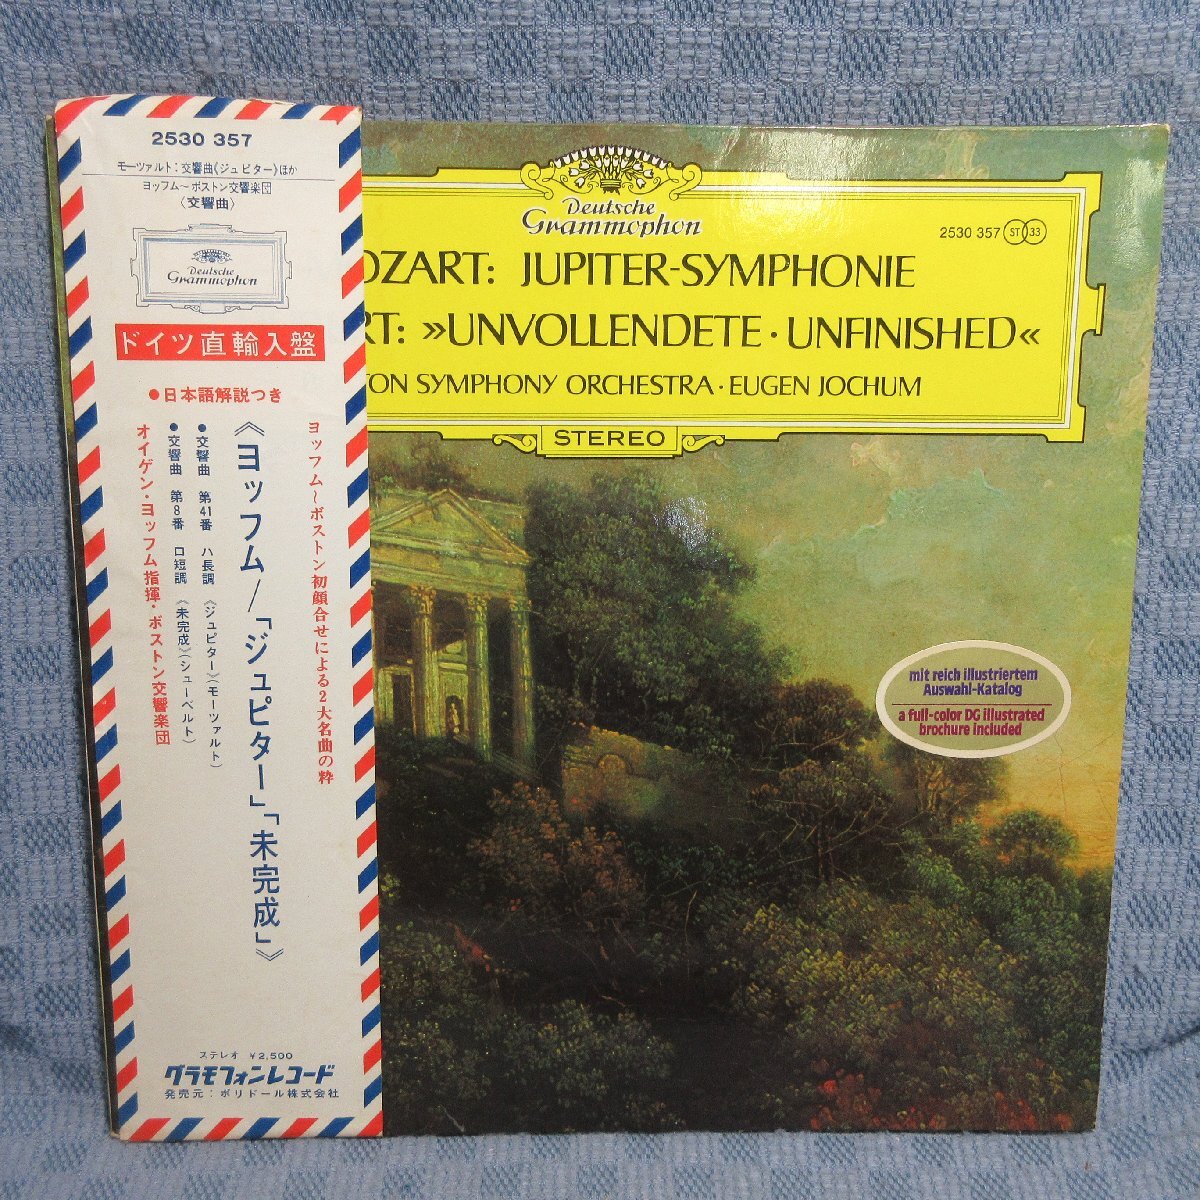 2530 357
モーツァルト：交響曲《ジュピター》ほか
ヨッフム〜ボストン交響楽団
〈交響曲〉
Deutsche
Grammophon
ドイツ直輸入盤
●日本語解説つき
ヨッフム〜ボストン初顔合せによる2大名曲の粋
《ヨッフム/「ジュピター」「未完成」》
●交響曲 第41番 ハ長調《ジュピター》(モーツァルト)
●交響曲 第8番 ロ短調《未完成》(シューベルト)
オイゲン・ヨッフム指揮・ボストン交響楽団
ステレオ ¥2,500
グラモフォンレコード
発売元：ポリドール株式会社
Deutsche
Grammophon
2530 357 ST 33
OZART: JUPITER-SYMPHONIE
RT: »UNVOLLENDETE · UNFINISHED«
TON SYMPHONY ORCHESTRA · EUGEN JOCHUM
STEREO
mit reich illustriertem
Auswahl-Katalog
a full-color DG illustrated
brochure included